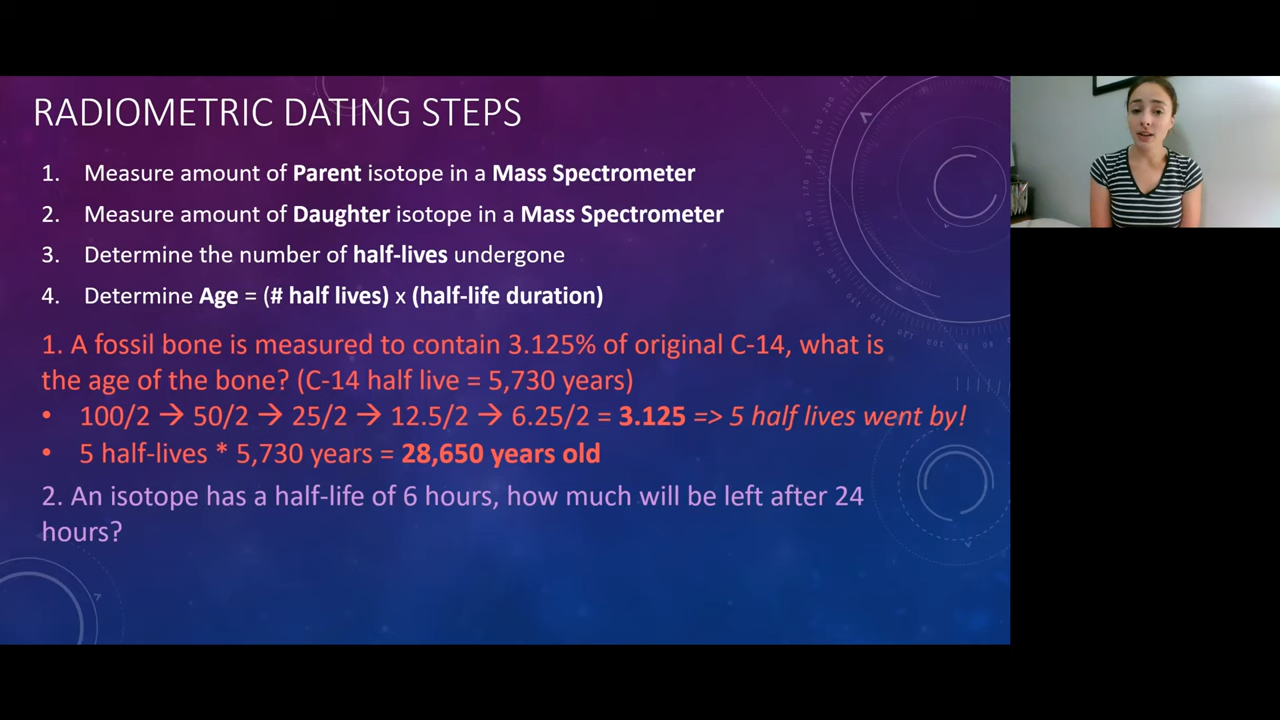 RADIOMETRIC DATING STEPS
1. Measure amount of Parent isotope in a Mass Spectrometer
2. Measure amount of Daughter isotope in a Mass Spectrometer
3. Determine the number of half-lives undergone
4. Determine Age = (# half lives) x (half-life duration)
1. A fossil bone is measured to contain 3.125% of original C-14, what is
the age of the bone? (C-14 half live = 5,730 years)
• 100/2 → 50/2 → 25/2 → 12.5/2 → 6.25/2 = 3.125 => 5 half lives went by!
• 5 half-lives * 5,730 years = 28,650 years old
2. An isotope has a half-life of 6 hours, how much will be left after 24
hours?